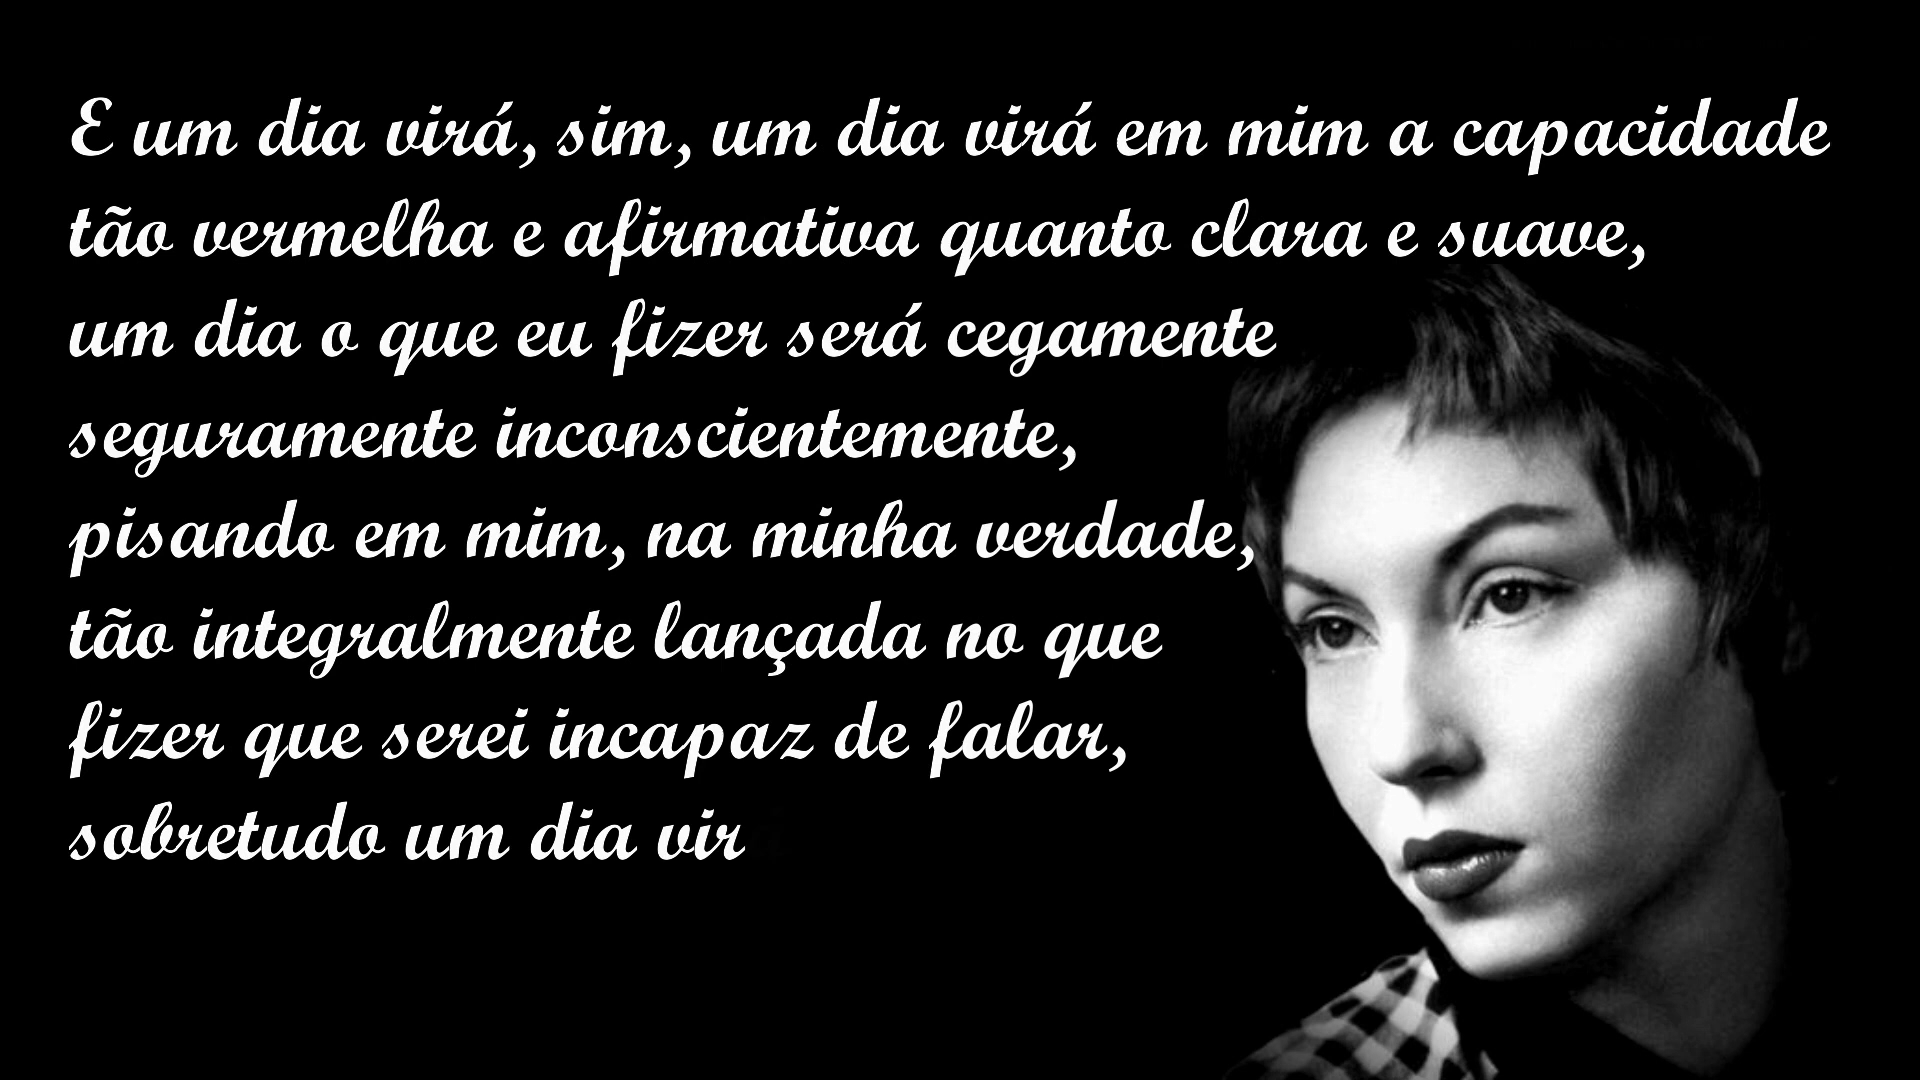 E um dia virá, sim, um dia virá em mim a capacidade
tão vermelha e afirmativa quanto clara e suave,
um dia o que eu fizer será cegamente
seguramente inconscientemente,
pisando em mim, na minha verdade,
tão integralmente lançada no que
fizer que serei incapaz de falar,
sobretudo um dia vir